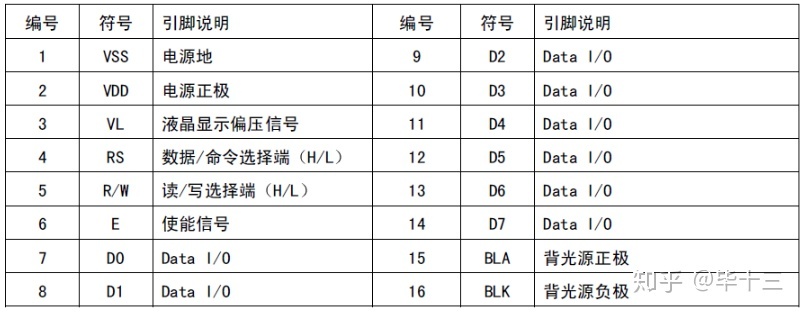 编号 符号 引脚说明 编号 符号 引脚说明
1 VSS 电源地 9 D2 Data I/O
2 VDD 电源正极 10 D3 Data I/O
3 VL 液晶显示偏压信号 11 D4 Data I/O
4 RS 数据/命令选择端（H/L） 12 D5 Data I/O
5 R/W 读/写选择端（H/L） 13 D6 Data I/O
6 E 使能信号 14 D7 Data I/O
7 D0 Data I/O 15 BLA 背光源正极
8 D1 Data I/O 16 BLK 背光源负极
知乎 @毕十三